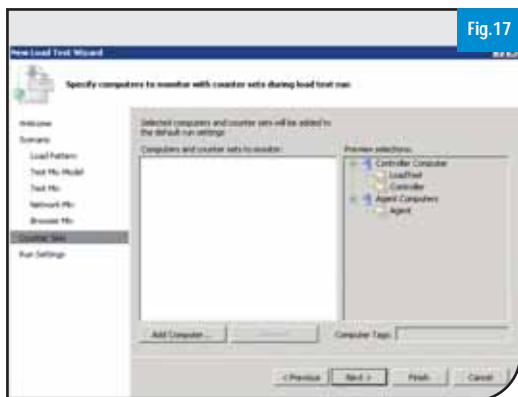 Fig.17
New Load Test Wizard
Specify computers to monitor with counter sets during load test run
Welcome
Scenario
Load Pattern
Test Mix Model
Test Mix
Network Mix
Browser Mix
Counter Sets
Run Settings
Selected computers and counter sets will be added to
the default run settings
Computers and counter sets to monitor:
Preview selections:
Controller Computer
LoadTest
Controller
Agent Computers
Agent
Add Computer...
Computer Tags:
< Previous
Next >
Finish
Cancel